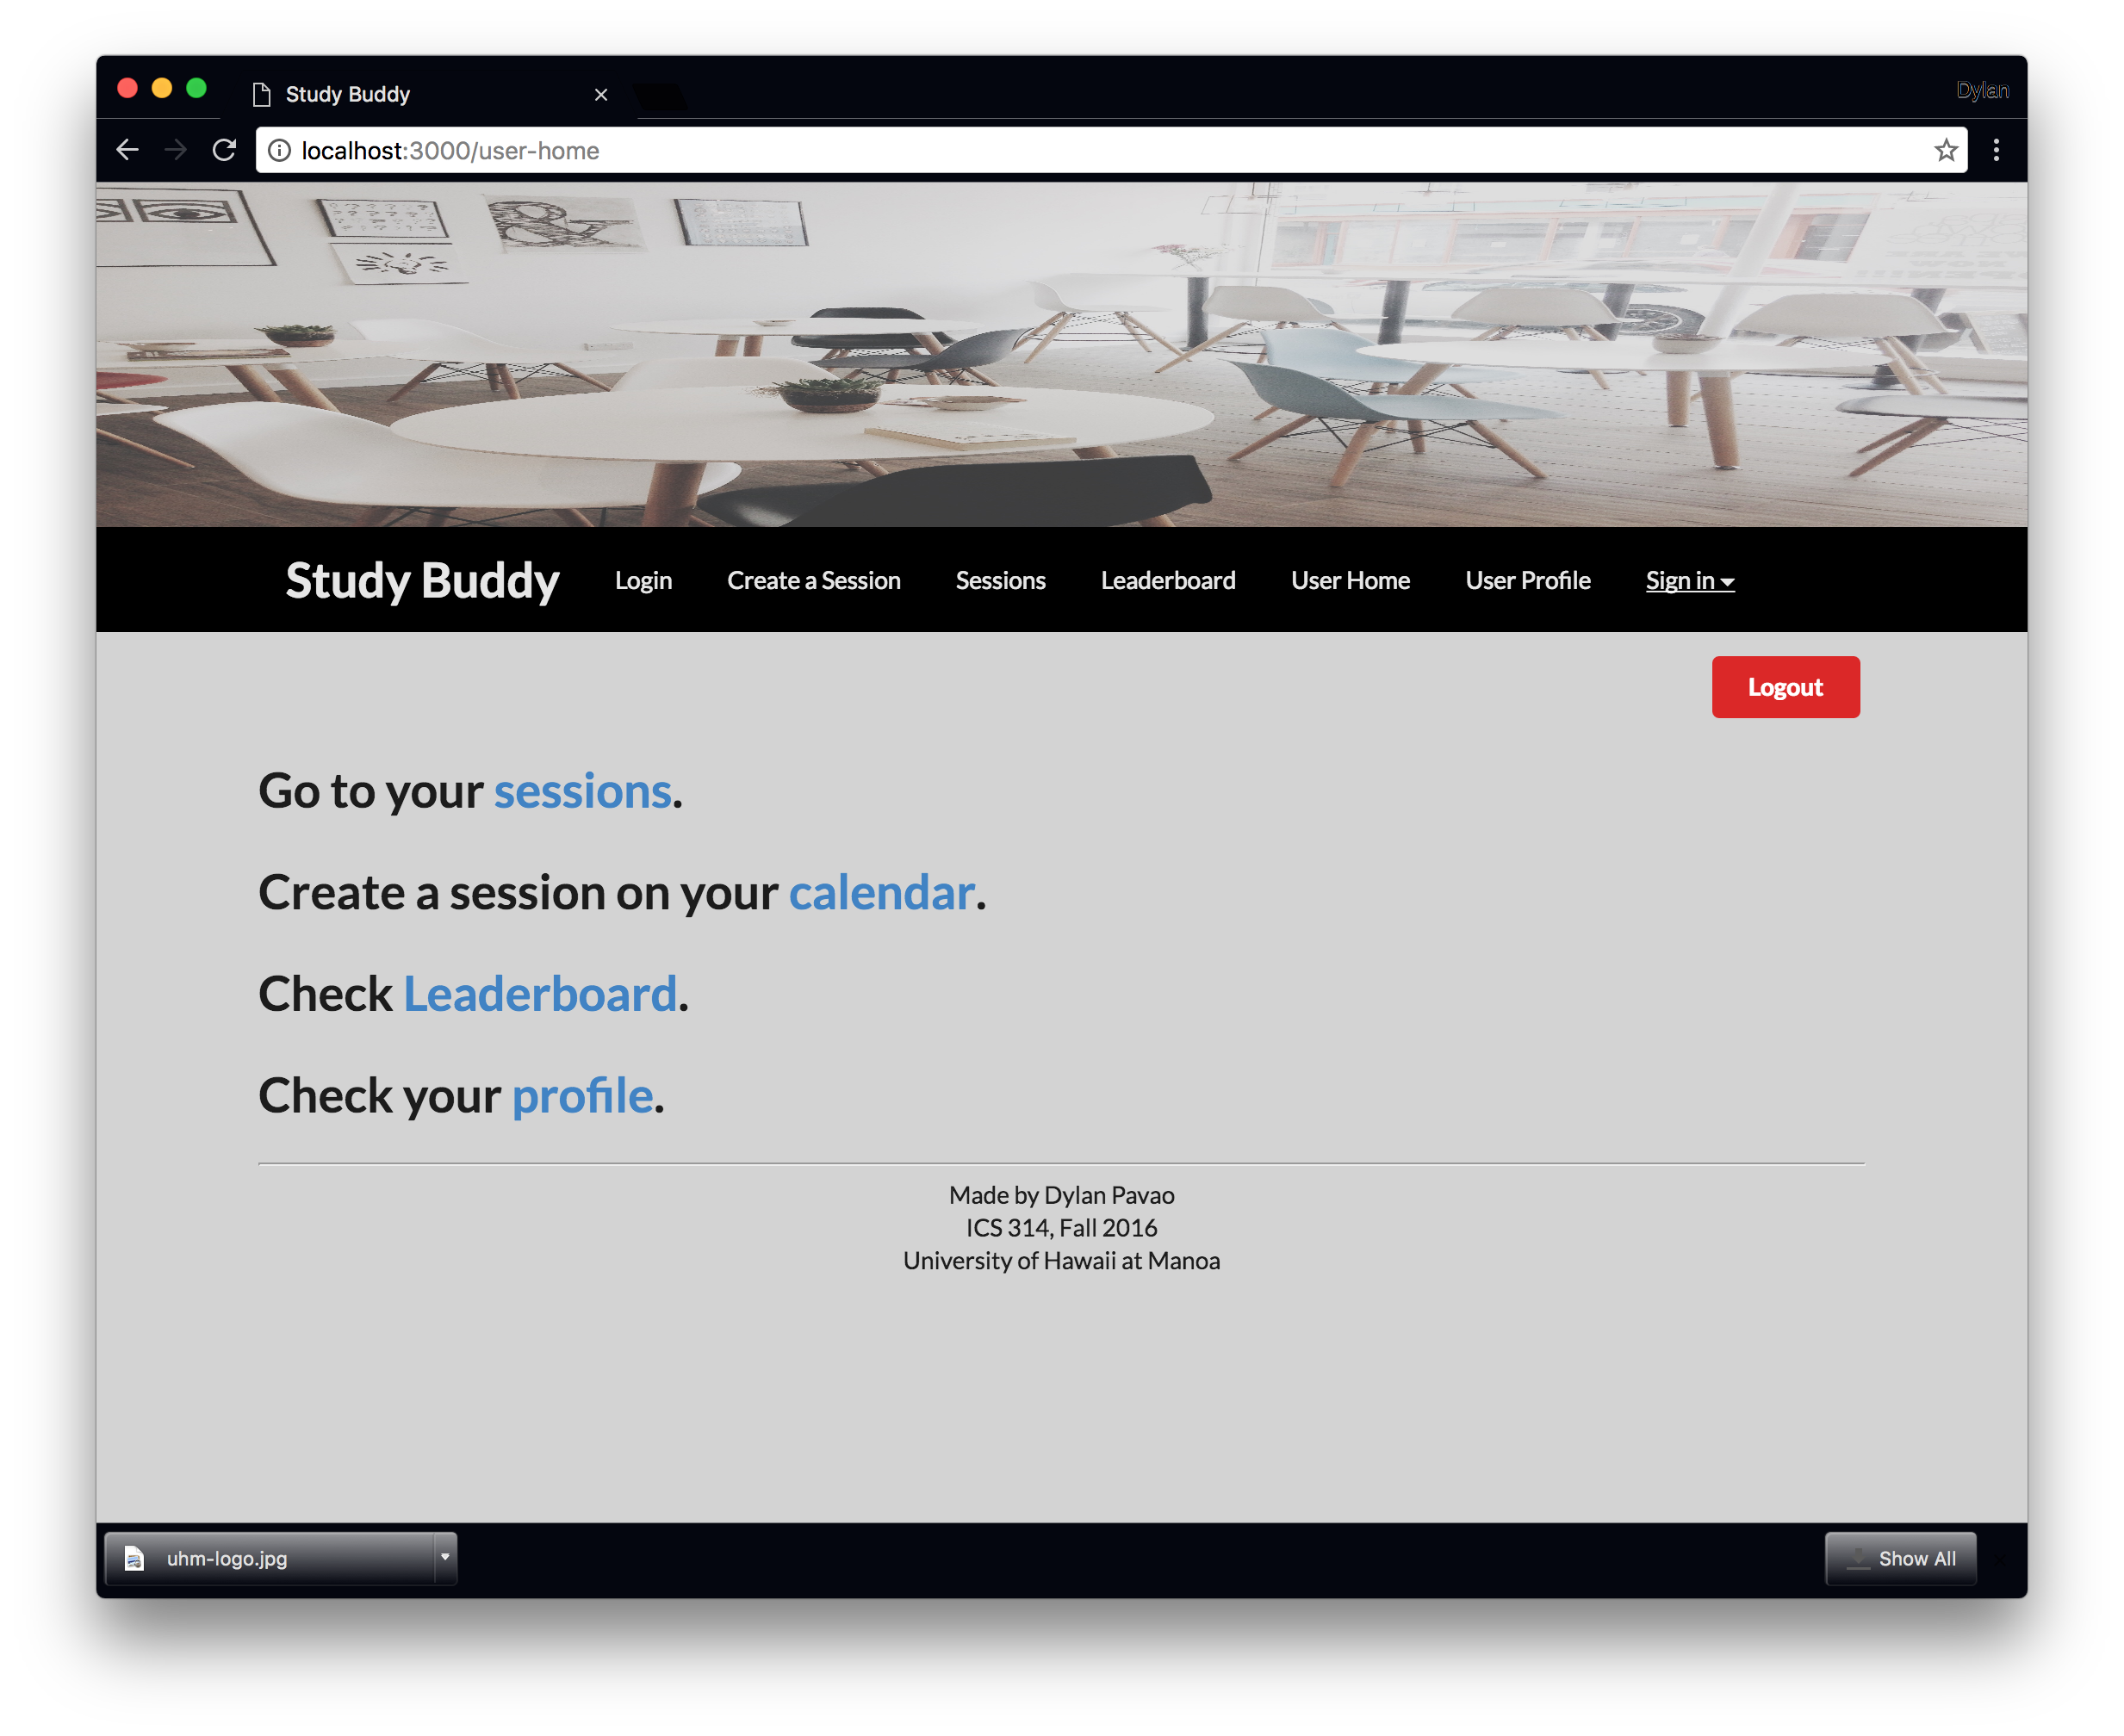 Study Buddy
Dylan
localhost:3000/user-home
Study Buddy Login Create a Session Sessions Leaderboard User Home User Profile Sign in
Logout
Go to your sessions.
Create a session on your calendar.
Check Leaderboard.
Check your profile.
Made by Dylan Pavao
ICS 314, Fall 2016
University of Hawaii at Manoa
uhm-logo.jpg
Show All